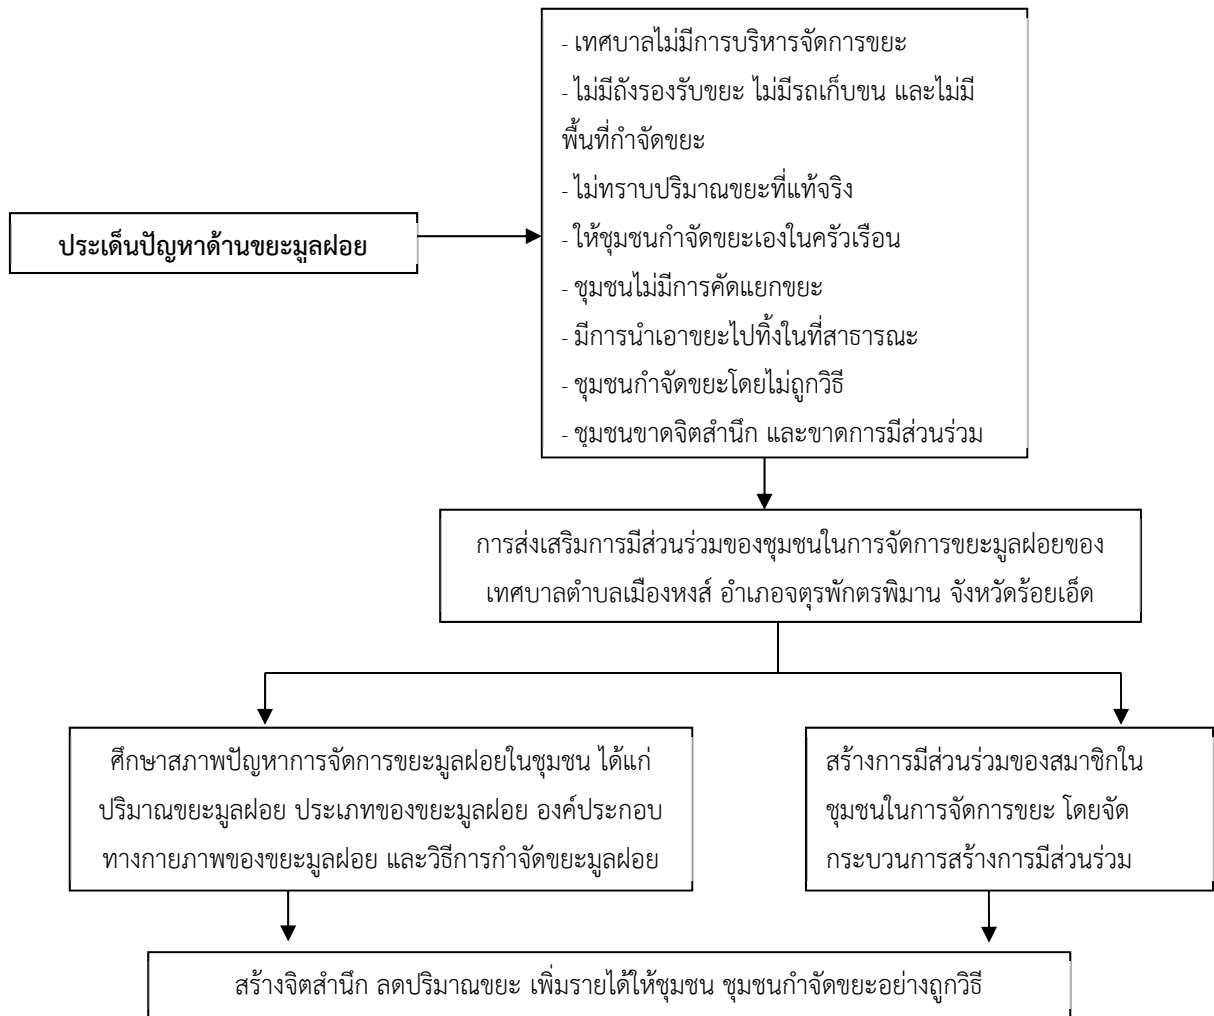 - เทศบาลไม่มีการบริหารจัดการขยะ
- ไม่มีถังรองรับขยะ ไม่มีรถเก็บขน และไม่มี
พื้นที่กำจัดขยะ
- ไม่ทราบปริมาณขยะที่แท้จริง
ประเด็นปัญหาด้านขยะมูลฝอย
- ให้ชุมชนกำจัดขยะเองในครัวเรือน
- ชุมชนไม่มีการคัดแยกขยะ
- มีการนำเอาขยะไปทิ้งในที่สาธารณะ
- ชุมชนกำจัดขยะโดยไม่ถูกวิธี
- ชุมชนขาดจิตสำนึก และขาดการมีส่วนร่วม
การส่งเสริมการมีส่วนร่วมของชุมชนในการจัดการขยะมูลฝอยของ
เทศบาลตำบลเมืองหงส์ อำเภอจตุรพักตรพิมาน จังหวัดร้อยเอ็ด
ศึกษาสภาพปัญหาการจัดการขยะมูลฝอยในชุมชน ได้แก่
ปริมาณขยะมูลฝอย ประเภทของขยะมูลฝอย องค์ประกอบ
ทางกายภาพของขยะมูลฝอย และวิธีการกำจัดขยะมูลฝอย
สร้างการมีส่วนร่วมของสมาชิกใน
ชุมชนในการจัดการขยะ โดยจัด
กระบวนการสร้างการมีส่วนร่วม
สร้างจิตสำนึก ลดปริมาณขยะ เพิ่มรายได้ให้ชุมชน ชุมชนกำจัดขยะอย่างถูกวิธี